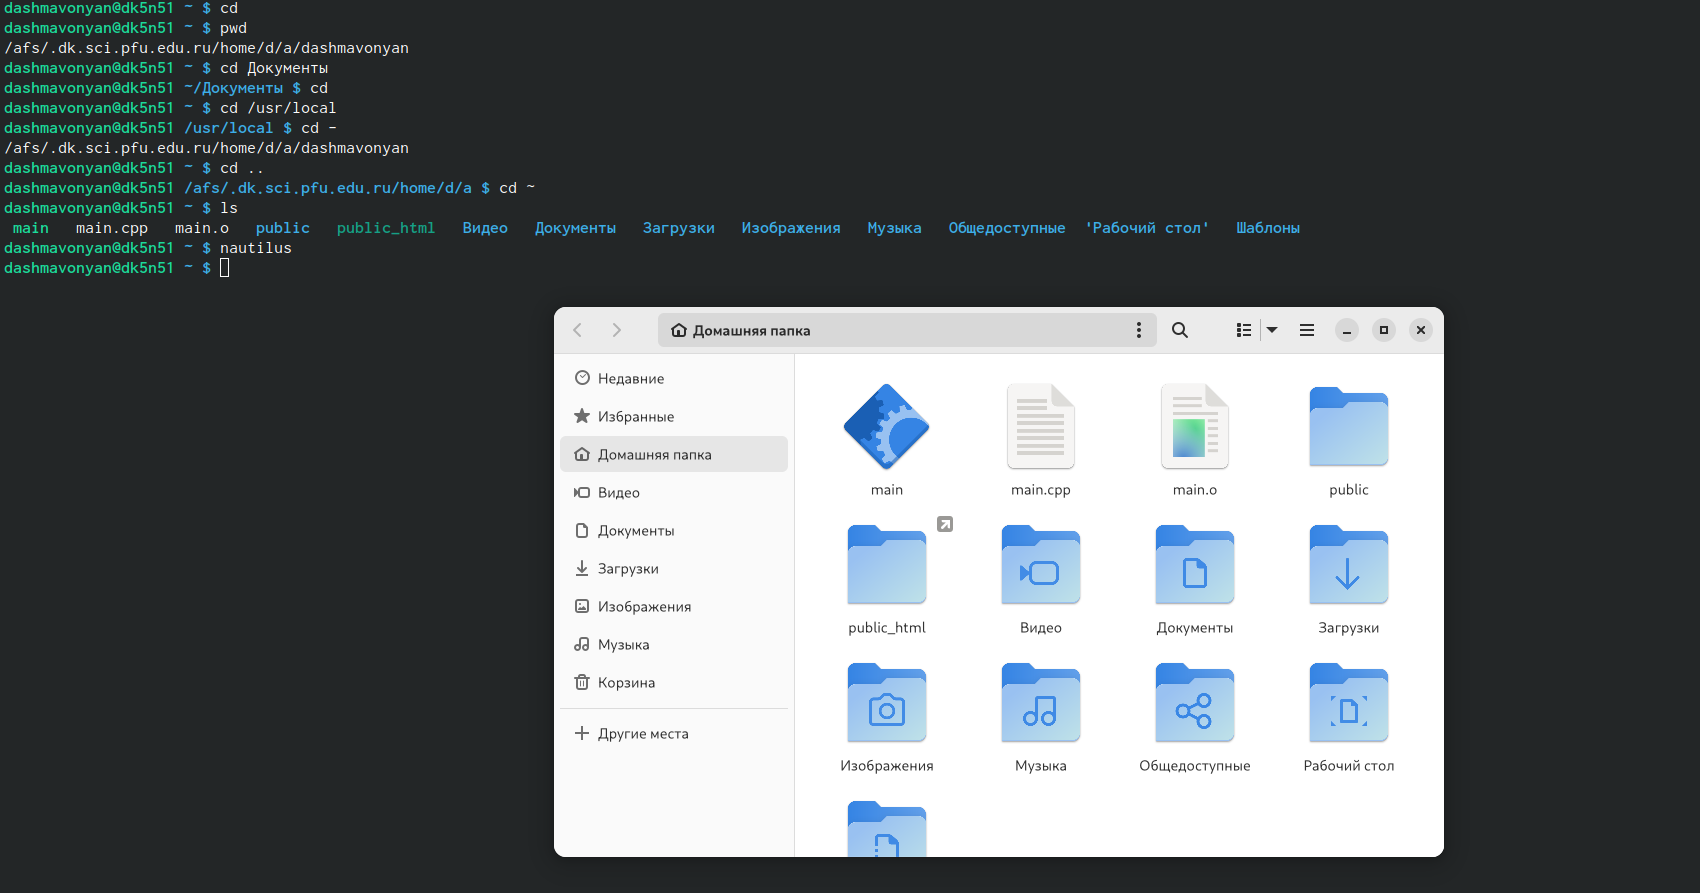 dashmavonyan@dk5n51 ~ $ cd
dashmavonyan@dk5n51 ~ $ pwd
/afs/.dk.sci.pfu.edu.ru/home/d/a/dashmavonyan
dashmavonyan@dk5n51 ~ $ cd Документы
dashmavonyan@dk5n51 ~/Документы $ cd
dashmavonyan@dk5n51 ~ $ cd /usr/local
dashmavonyan@dk5n51 /usr/local $ cd -
/afs/.dk.sci.pfu.edu.ru/home/d/a/dashmavonyan
dashmavonyan@dk5n51 ~ $ cd ..
dashmavonyan@dk5n51 /afs/.dk.sci.pfu.edu.ru/home/d/a $ cd ~
dashmavonyan@dk5n51 ~ $ ls
main main.cpp main.o public public_html Видео Документы Загрузки Изображения Музыка Общедоступные 'Рабочий стол' Шаблоны
dashmavonyan@dk5n51 ~ $ nautilus
dashmavonyan@dk5n51 ~ $
Домашняя папка
Недавние
Избранные
Домашняя папка
Видео
Документы
Загрузки
Изображения
Музыка
Корзина
Другие места
main main.cpp main.o public
public_html Видео Документы Загрузки
Изображения Музыка Общедоступные Рабочий стол